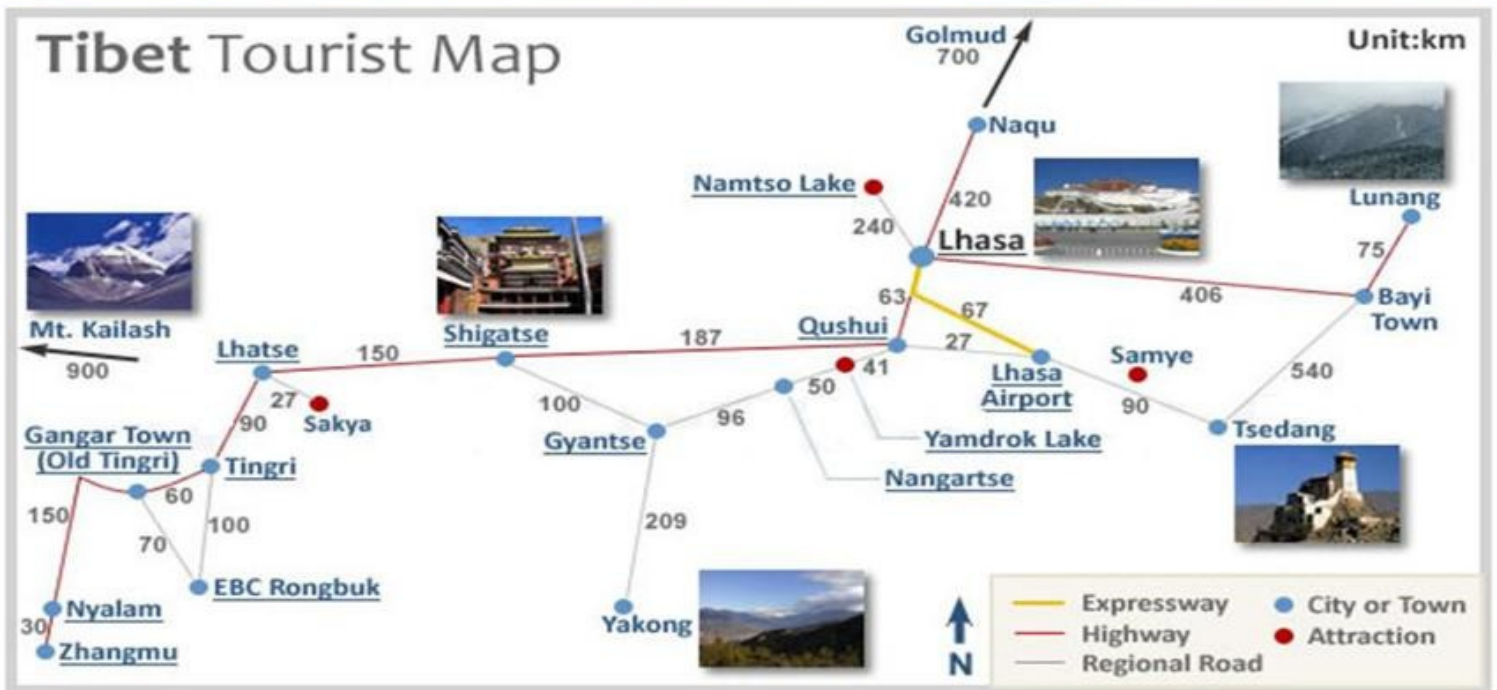 Tibet Tourist Map
Unit:km
Golmud
700
Naqu
Namtso Lake
240
420
Lhasa
Lunang
75
Bayi
Town
406
63
67
Mt. Kailash
900
Lhatse
150
Shigatse
187
Qushui
27
41
50
Lhasa
Airport
Samye
90
540
Tsedang
27
Sakya
90
100
Gyantse
96
Yamdrok Lake
Nangartse
Gangar Town
(Old Tingri)
Tingri
60
150
100
70
209
EBC Rongbuk
Nyalam
30
Zhangmu
Yakong
N
Expressway
City or Town
Highway
Attraction
Regional Road